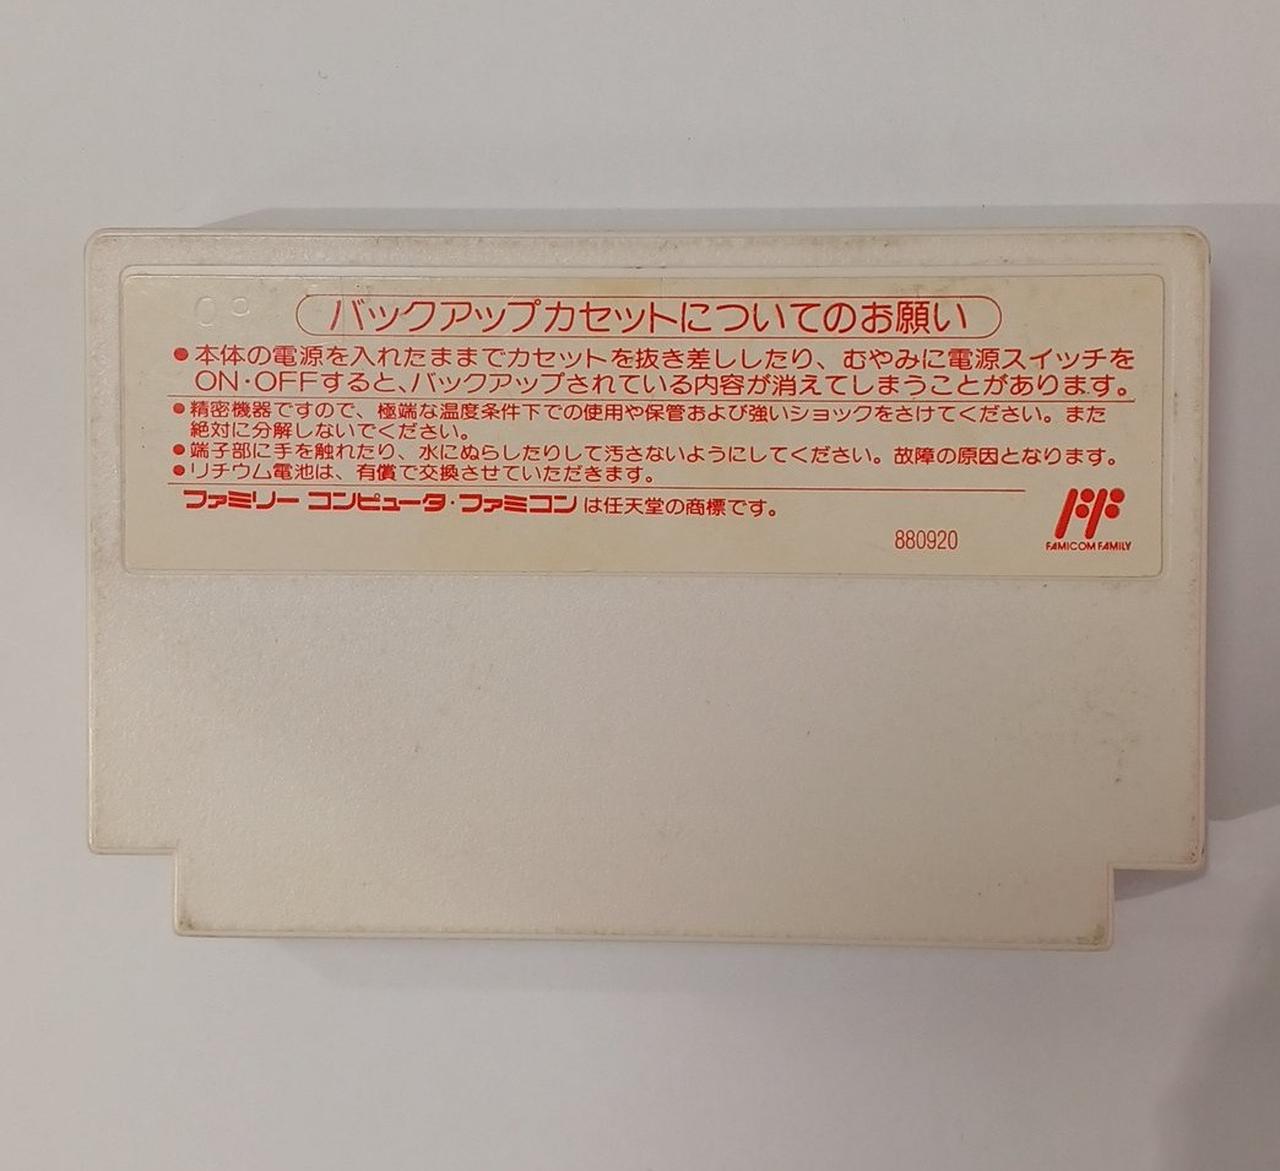 バックアップカセットについてのお願い
●本体の電源を入れたままでカセットを抜き差ししたり、むやみに電源スイッチを
ON・OFFすると、バックアップされている内容が消えてしまうことがあります。
●精密機器ですので、極端な温度条件下での使用や保管および強いショックをさけてください。また
絶対に分解しないでください。
●端子部に手を触れたり、水にぬらしたりして汚さないようにしてください。故障の原因となります。
●リチウム電池は、有償で交換させていただきます。
ファミリー コンピュータ・ファミコンは任天堂の商標です。
880920
FAMICOM FAMILY